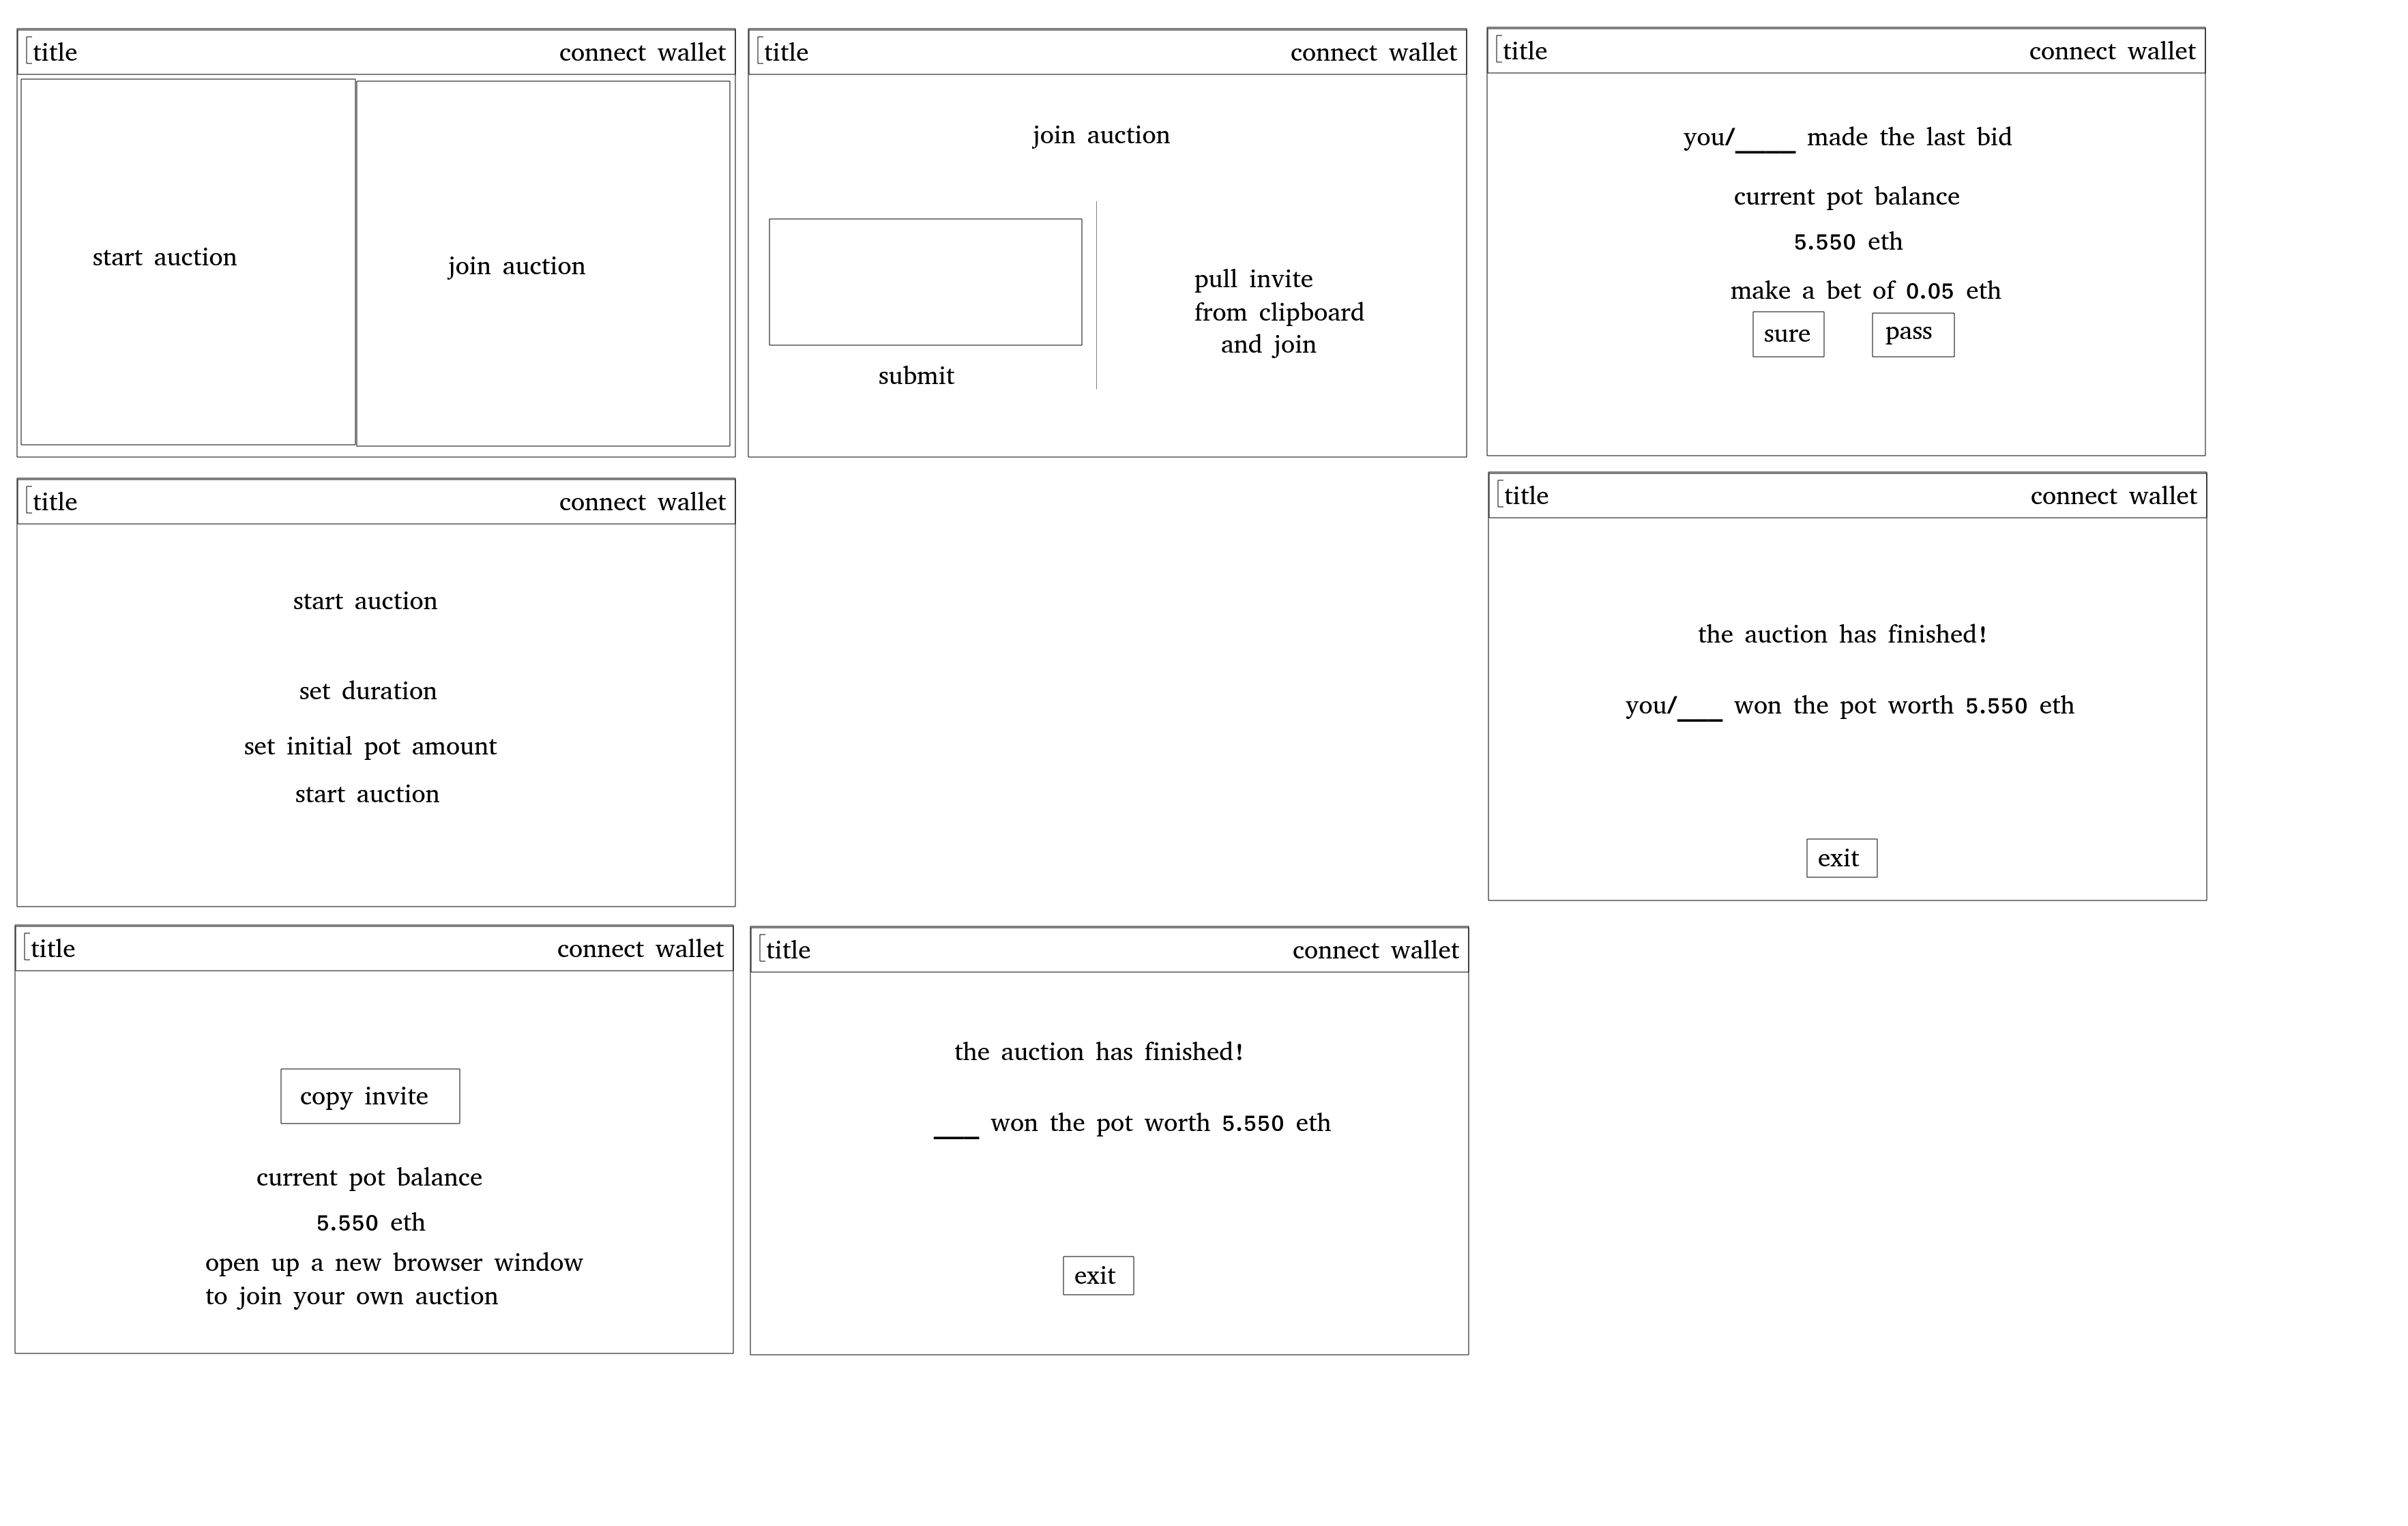 title connect wallet
start auction
join auction
title connect wallet
join auction
submit
pull invite
from clipboard
and join
title connect wallet
you/____ made the last bid
current pot balance
5.550 eth
make a bet of 0.05 eth
sure
pass
title connect wallet
start auction
set duration
set initial pot amount
start auction
title connect wallet
the auction has finished!
you/___ won the pot worth 5.550 eth
exit
title connect wallet
copy invite
current pot balance
5.550 eth
open up a new browser window
to join your own auction
title connect wallet
the auction has finished!
___ won the pot worth 5.550 eth
exit